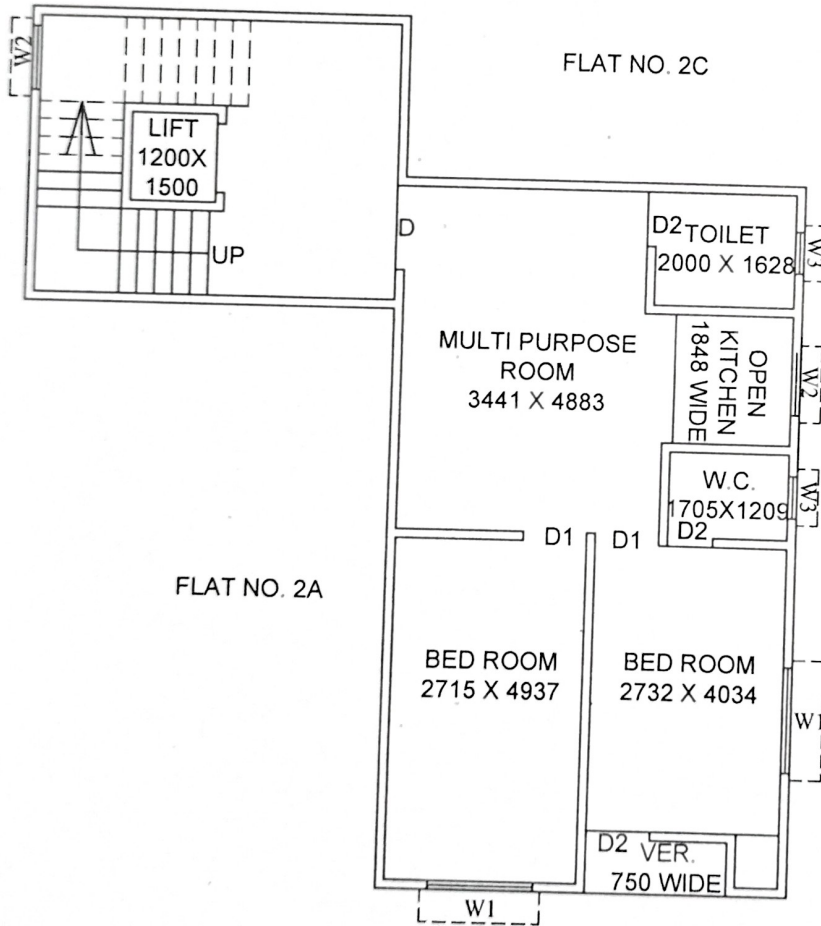 FLAT NO. 2C
W2
LIFT
1200X
1500
UP
D
D2
TOILET
2000 X 1628
W3
MULTI PURPOSE
ROOM
3441 X 4883
OPEN
KITCHEN
1848 WIDE
W2
W.C.
1705X1209
W3
D2
D1
D1
FLAT NO. 2A
BED ROOM
2715 X 4937
BED ROOM
2732 X 4034
W1
D2
VER.
750 WIDE
W1